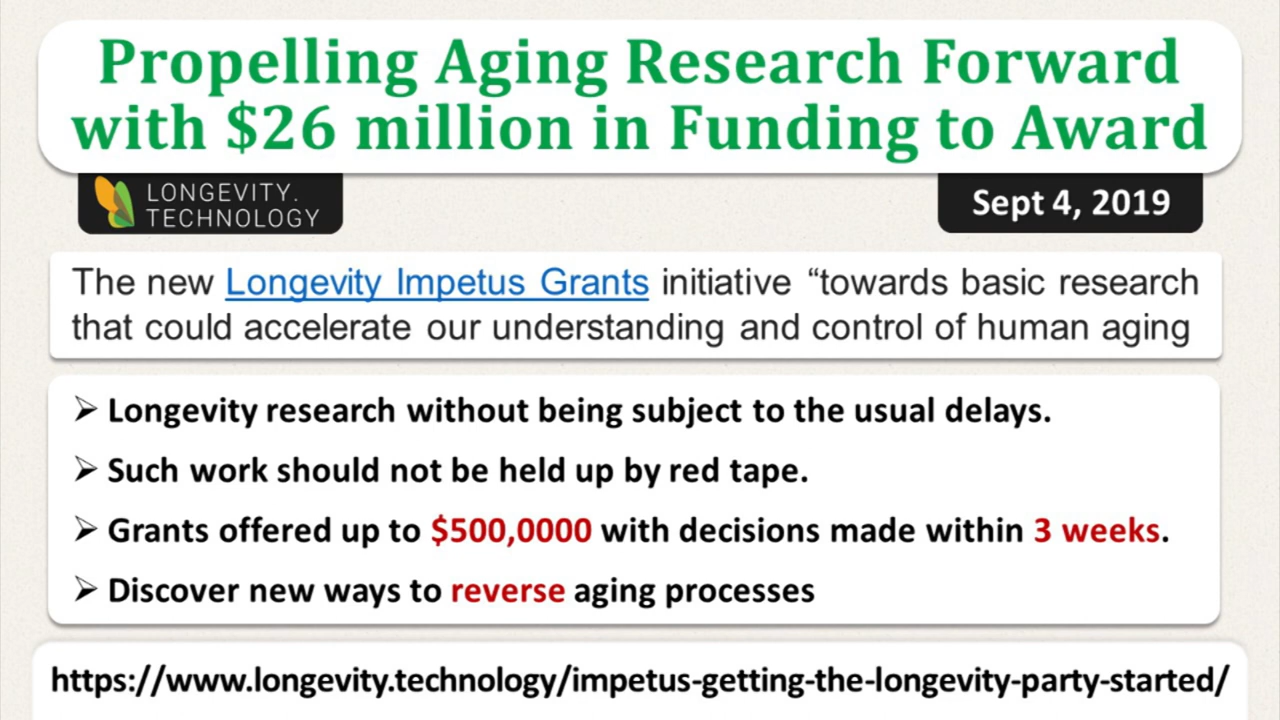 Propelling Aging Research Forward
with $26 million in Funding to Award
LONGEVITY.
TECHNOLOGY
Sept 4, 2019
The new Longevity Impetus Grants initiative “towards basic research
that could accelerate our understanding and control of human aging
➢ Longevity research without being subject to the usual delays.
➢ Such work should not be held up by red tape.
➢ Grants offered up to $500,0000 with decisions made within 3 weeks.
➢ Discover new ways to reverse aging processes
https://www.longevity.technology/impetus-getting-the-longevity-party-started/